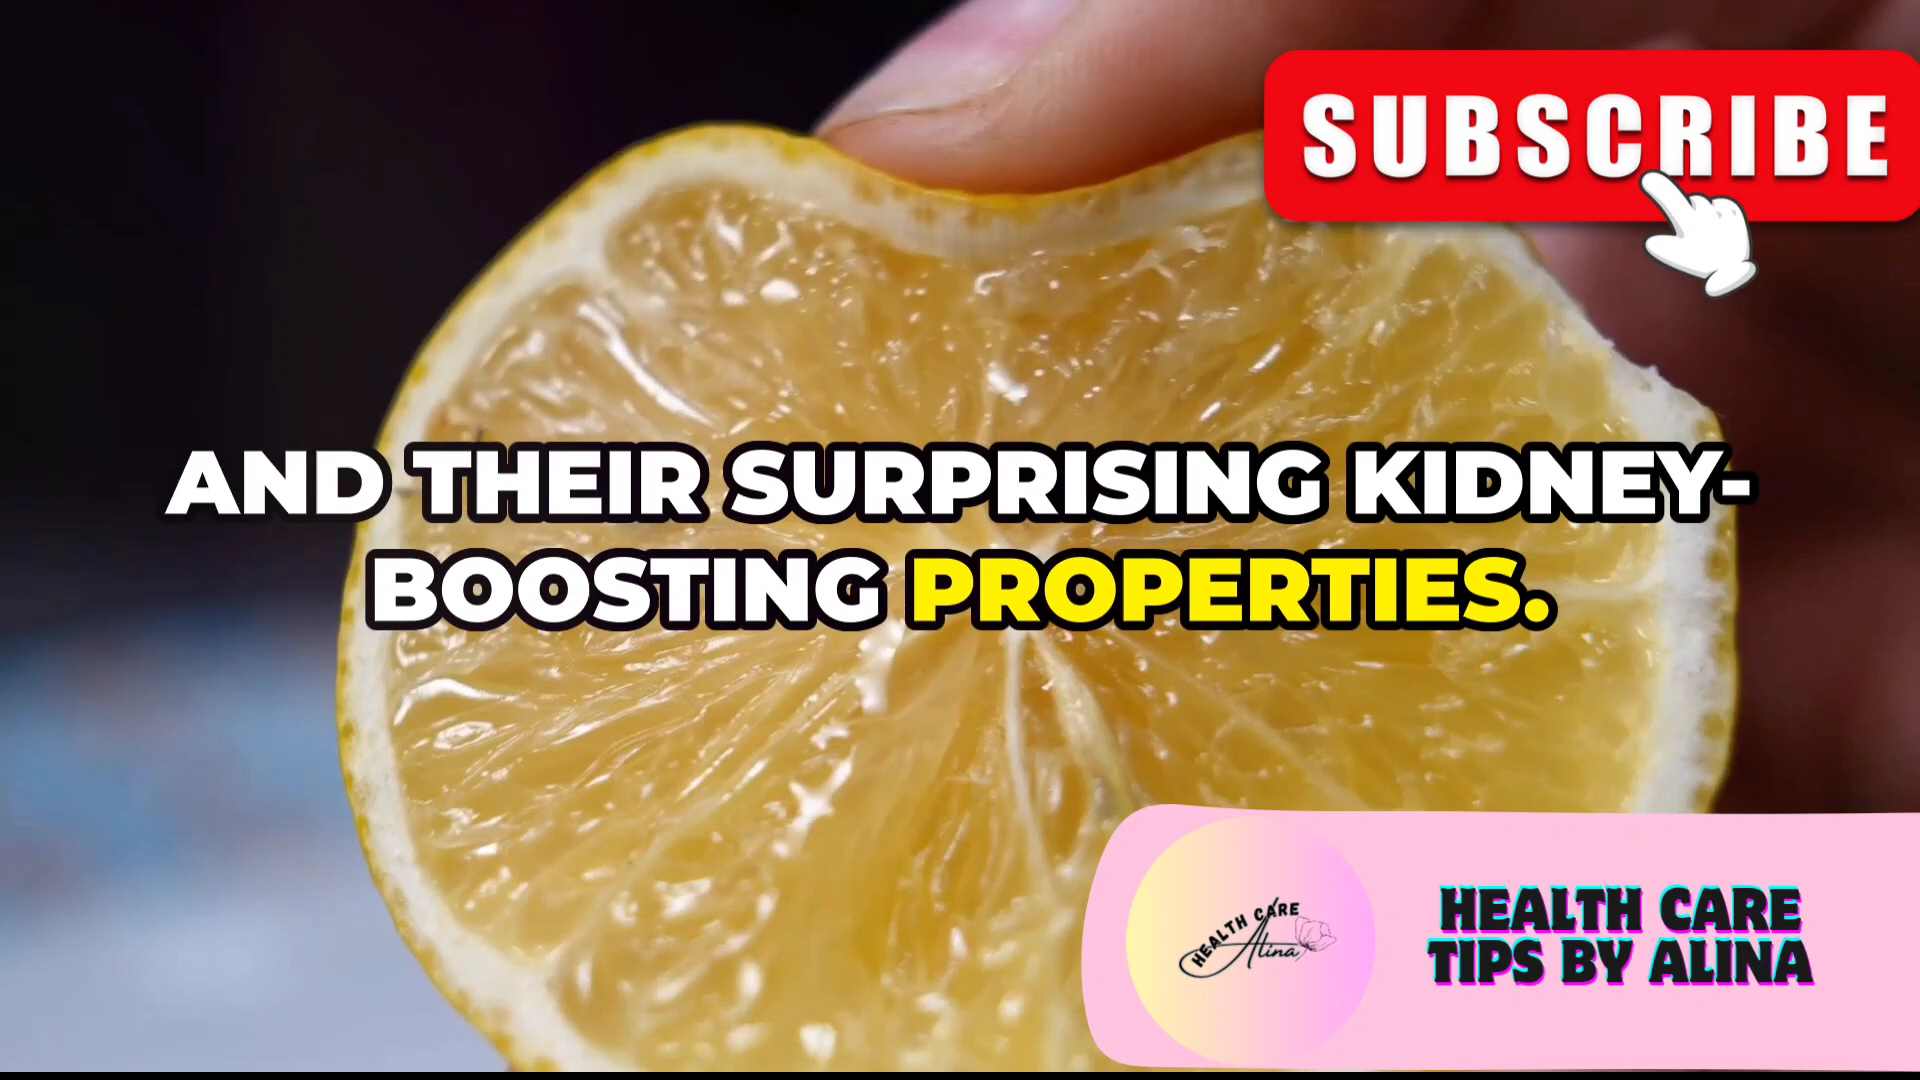 SUBSCRIBE
AND THEIR SURPRISING KIDNEY-
BOOSTING PROPERTIES.
HEALTH CARE
Alina
HEALTH CARE
TIPS BY ALINA